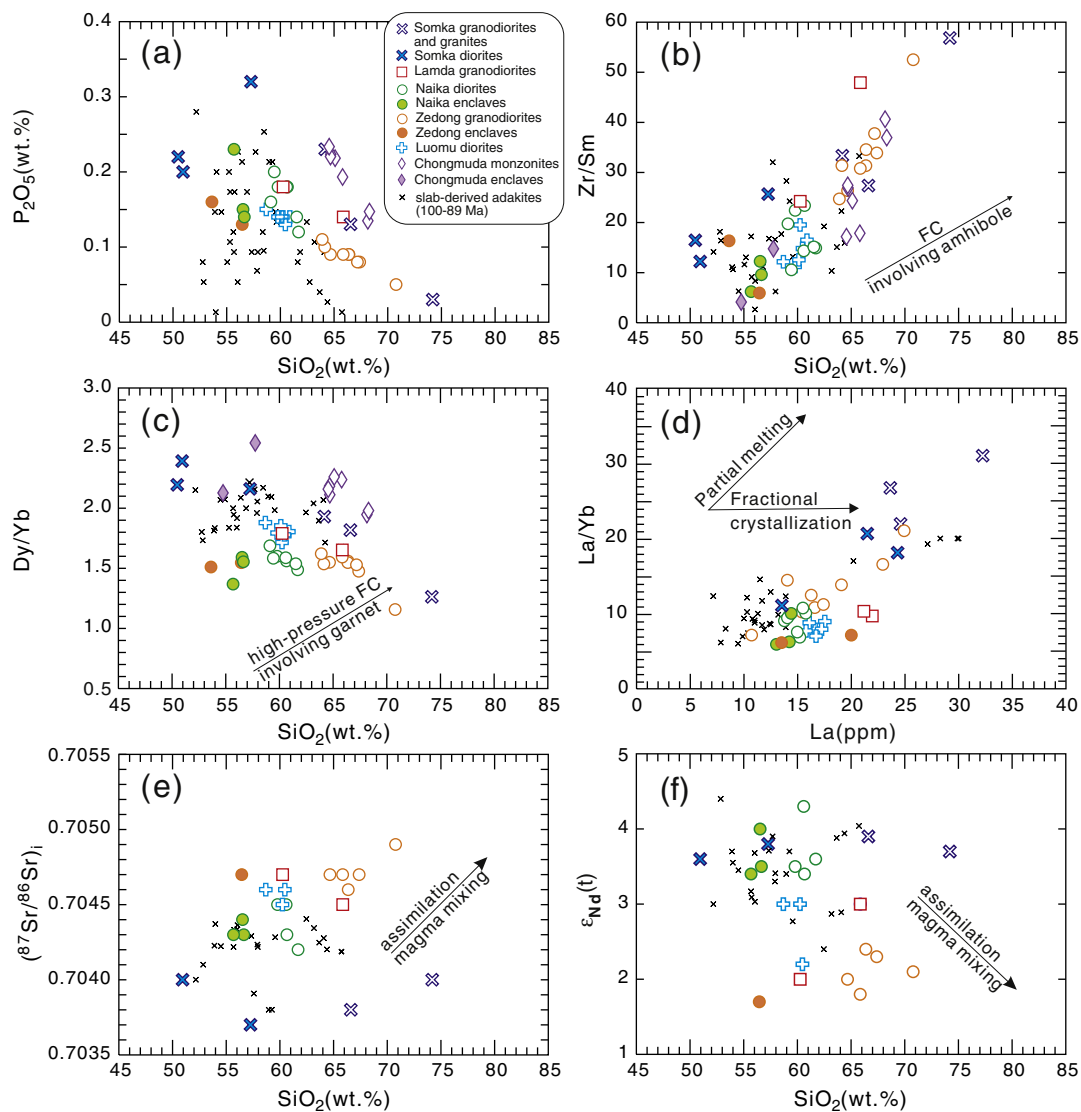 (a)
P2O5(wt.%)
0.4
0.3
0.2
0.1
0
45 50 55 60 65 70 75 80 85
SiO2(wt.%)
Somka granodiorites
and granites
Somka diorites
Lamda granodiorites
Naika diorites
Naika enclaves
Zedong granodiorites
Zedong enclaves
Luomu diorites
Chongmuda monzonites
Chongmuda enclaves
slab-derived adakites
(100-89 Ma)
(b)
Zr/Sm
60
50
40
30
20
10
0
FC
involving amhibole
45 50 55 60 65 70 75 80 85
SiO2(wt.%)
(c)
Dy/Yb
3.0
2.5
2.0
1.5
1.0
0.5
high-pressure FC
involving garnet
45 50 55 60 65 70 75 80 85
SiO2(wt.%)
(d)
La/Yb
40
30
20
10
0
Partial melting
Fractional
crystallization
0 5 10 15 20 25 30 35 40
La(ppm)
(e)
(87Sr/86Sr)i
0.7055
0.7050
0.7045
0.7040
0.7035
assimilation
magma mixing
45 50 55 60 65 70 75 80 85
SiO2(wt.%)
(f)
εNd(t)
5
4
3
2
1
assimilation
magma mixing
45 50 55 60 65 70 75 80 85
SiO2(wt.%)